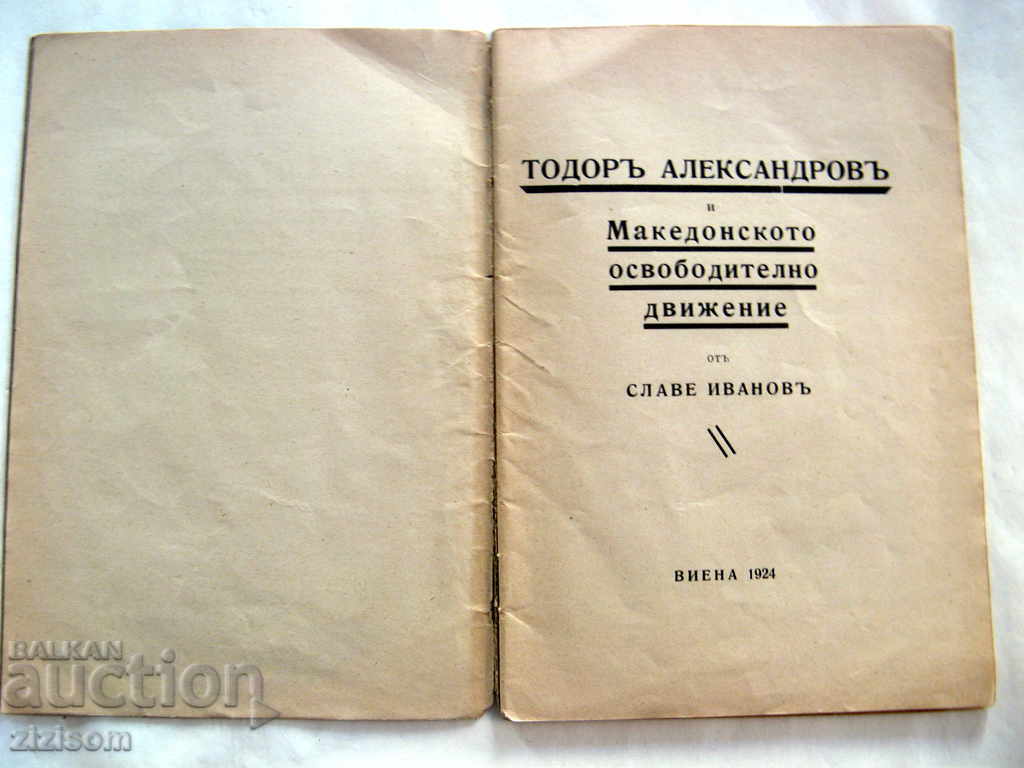 ТОДОРЪ АЛЕКСАНДРОВЪ
и
Македонското
освободително
движение
отъ
СЛАВЕ ИВАНОВЪ
ВИЕНА 1924
BALKAN
auction
zizisom